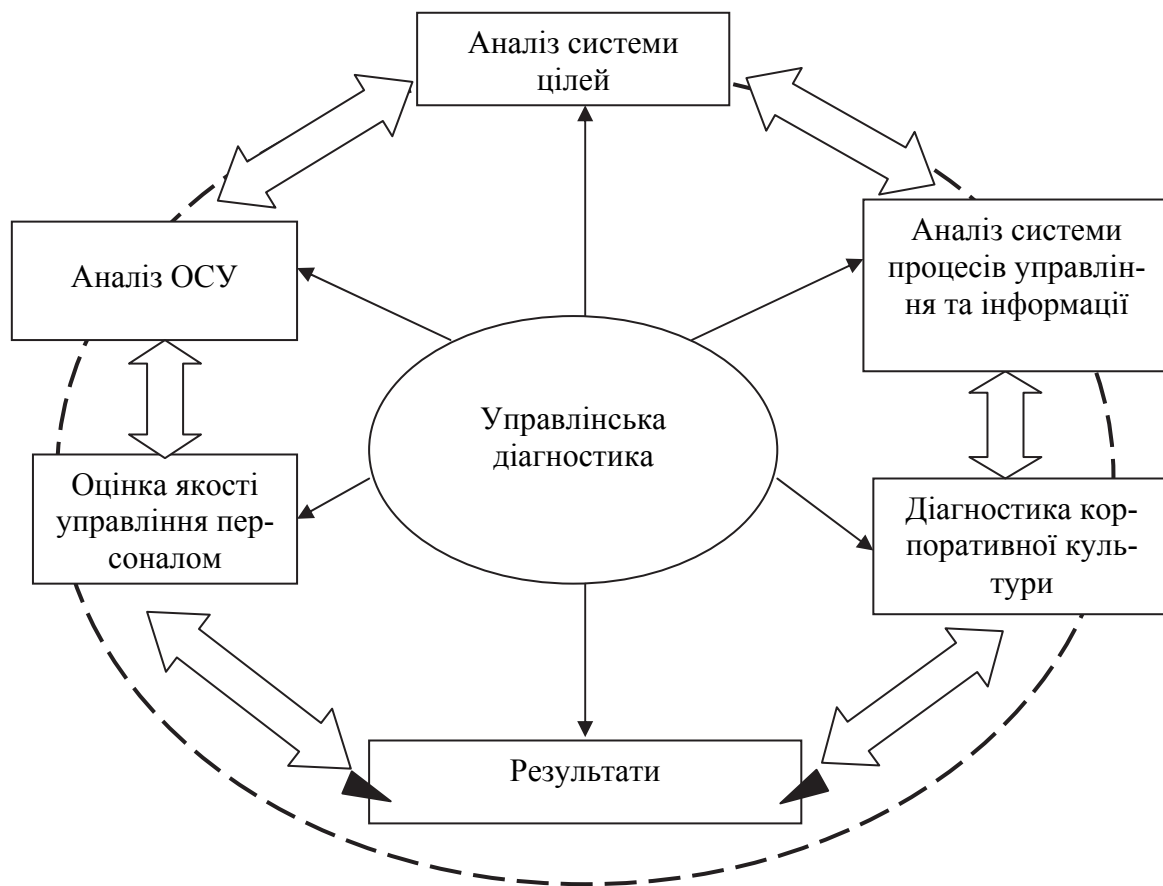 Аналіз системи
цілей
Аналіз ОСУ
Аналіз системи
процесів управлін-
ня та інформації
Управлінська
діагностика
Оцінка якості
управління пер-
соналом
Діагностика кор-
поративної куль-
тури
Результати